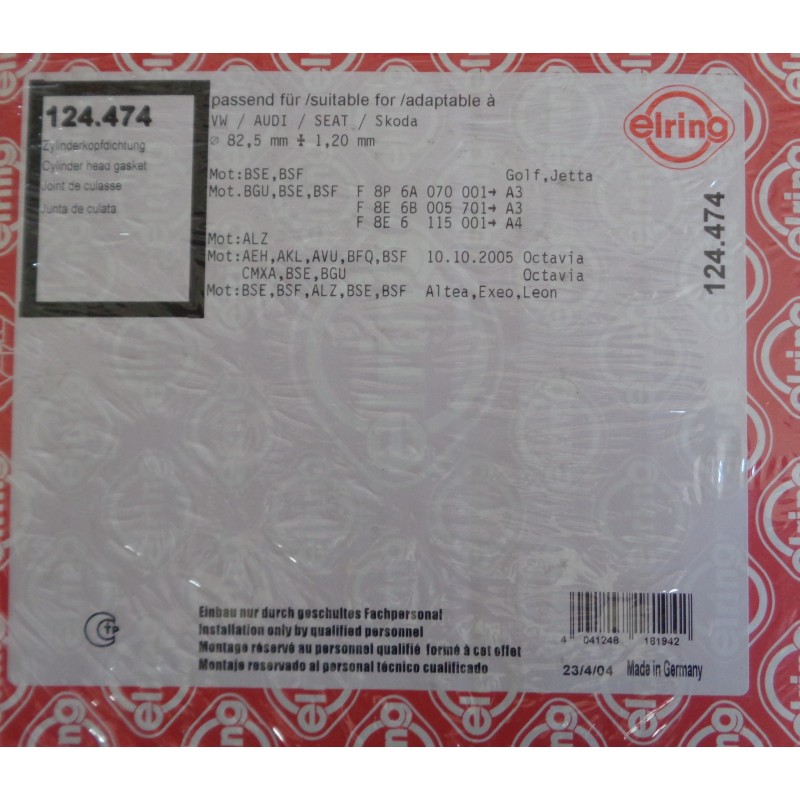 124.474
Zylinderkopfdichtung
Cylinder head gasket
Joint de culasse
Junta de culata
passend für /suitable for /adaptable à
VW / AUDI / SEAT / Skoda
⌀ 82,5 mm ⌶ 1,20 mm
elring
Mot:BSE,BSF Golf,Jetta
Mot.BGU,BSE,BSF F 8P 6A 070 001→ A3
F 8E 6B 005 701→ A3
F 8E 6 115 001→ A4
Mot:ALZ
Mot:AEH,AKL,AVU,BFQ,BSF 10.10.2005 Octavia
CMXA,BSE,BGU Octavia
Mot:BSE,BSF,ALZ,BSE,BSF Altea,Exeo,Leon
124.474
CTP
Einbau nur durch geschultes Fachpersonal
Installation only by qualified personnel
Montage réservé au personnel qualifié formé à cet effet
Montaje reservado al personal técnico cualificado
4 041248 181942
23/4/04 Made in Germany